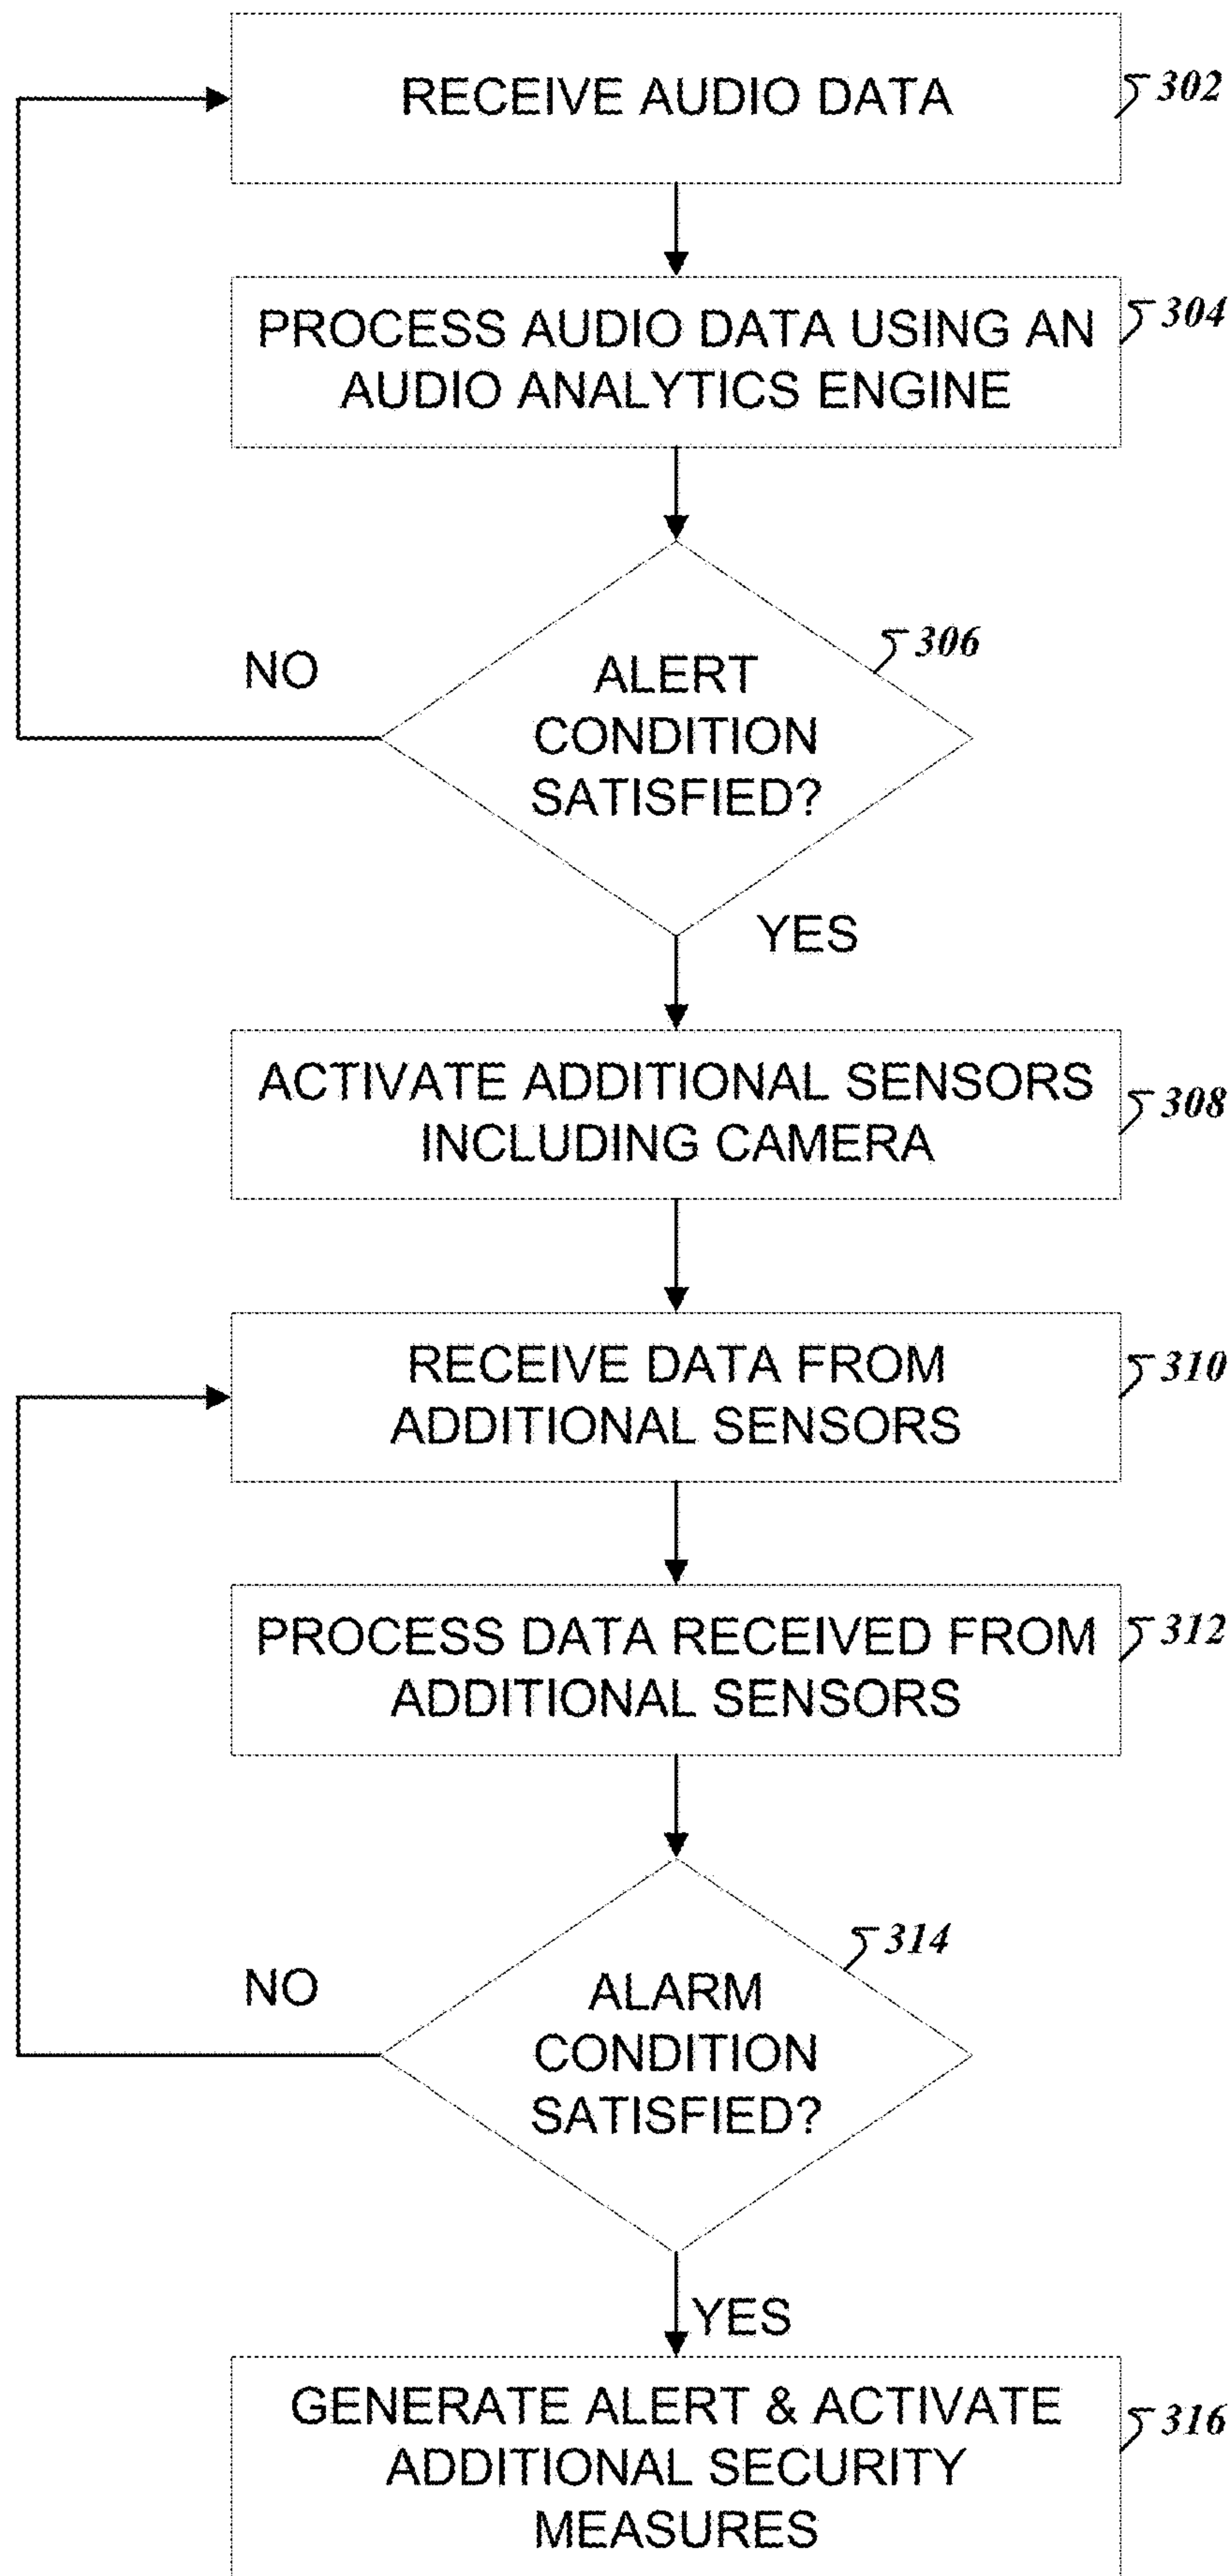 RECEIVE AUDIO DATA
302
PROCESS AUDIO DATA USING AN
AUDIO ANALYTICS ENGINE
304
ALERT
CONDITION
SATISFIED?
306
NO
YES
ACTIVATE ADDITIONAL SENSORS
INCLUDING CAMERA
308
RECEIVE DATA FROM
ADDITIONAL SENSORS
310
PROCESS DATA RECEIVED FROM
ADDITIONAL SENSORS
312
ALARM
CONDITION
SATISFIED?
314
NO
YES
GENERATE ALERT & ACTIVATE
ADDITIONAL SECURITY
MEASURES
316